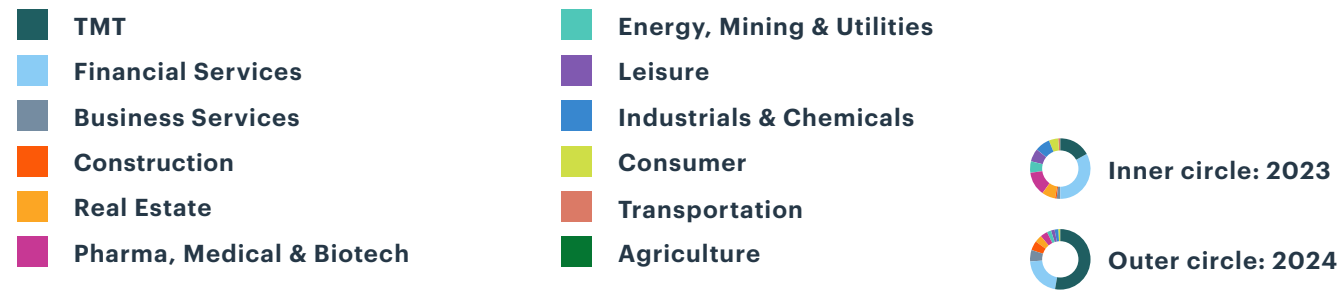 TMT
Financial Services
Business Services
Construction
Real Estate
Pharma, Medical & Biotech
Energy, Mining & Utilities
Leisure
Industrials & Chemicals
Consumer
Transportation
Agriculture
Inner circle: 2023
Outer circle: 2024